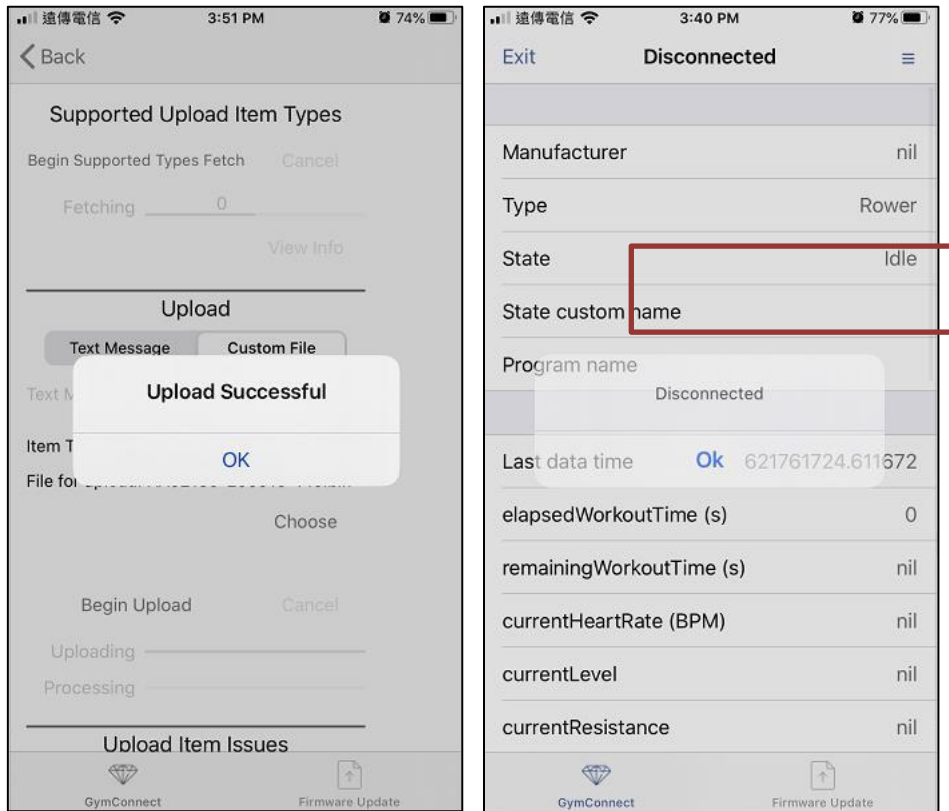 遠傳電信 3:51 PM 74%
Back
Supported Upload Item Types
Begin Supported Types Fetch Cancel
Fetching 0
View Info
Upload
Text Message Custom File
Text M
Upload Successful
Item T
OK
File for
Choose
Begin Upload Cancel
Uploading
Processing
Upload Item Issues
GymConnect Firmware Update
遠傳電信 3:40 PM 77%
Exit Disconnected
Manufacturer nil
Type Rower
State Idle
State custom name
Program name
Disconnected
Last data time 621761724.611672
Ok
elapsedWorkoutTime (s) 0
remainingWorkoutTime (s) nil
currentHeartRate (BPM) nil
currentLevel nil
currentResistance nil
GymConnect Firmware Update